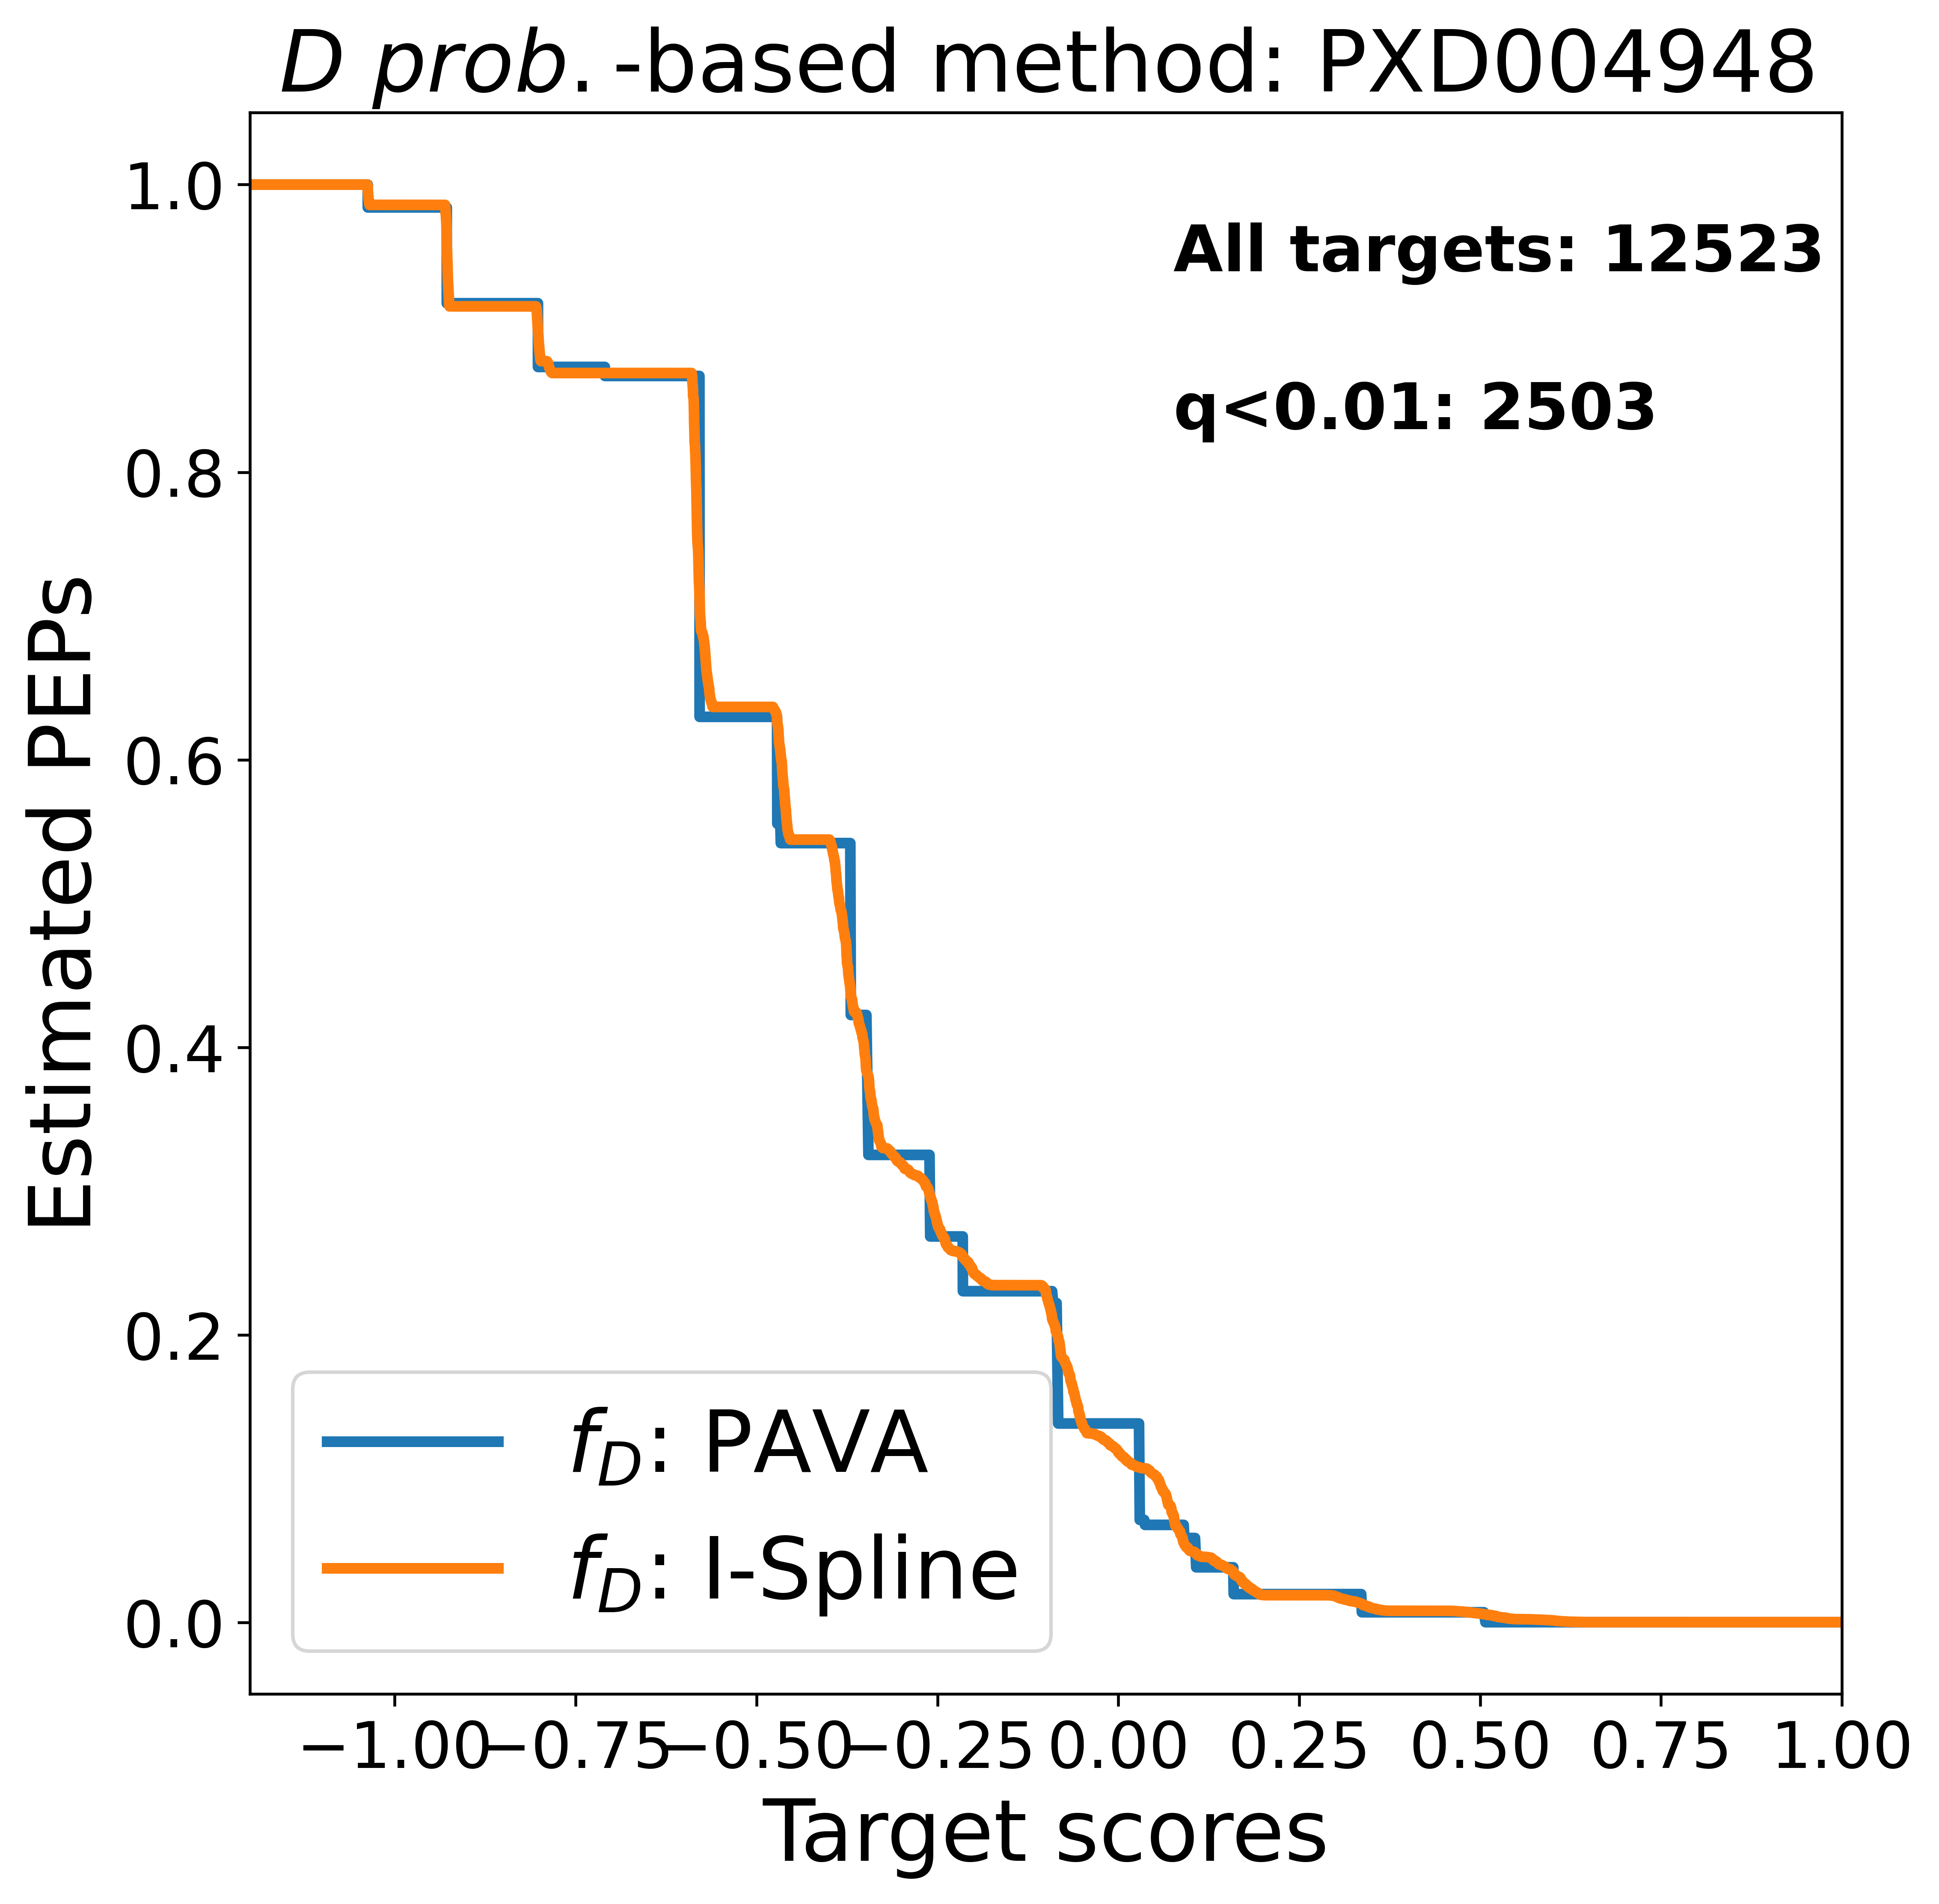 D prob. -based method: PXD004948
All targets: 12523
q<0.01: 2503
Estimated PEPs
1.0
0.8
0.6
0.4
0.2
0.0
f_D: PAVA
f_D: I-Spline
−1.00 −0.75 −0.50 −0.25 0.00 0.25 0.50 0.75 1.00
Target scores